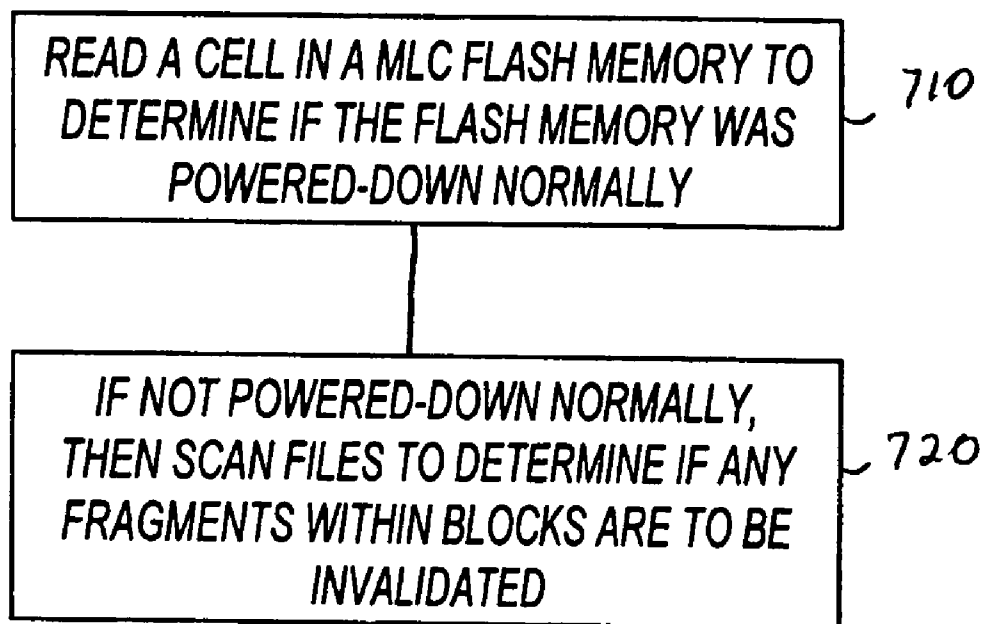 READ A CELL IN A MLC FLASH MEMORY TO
DETERMINE IF THE FLASH MEMORY WAS
POWERED-DOWN NORMALLY
710
IF NOT POWERED-DOWN NORMALLY,
THEN SCAN FILES TO DETERMINE IF ANY
FRAGMENTS WITHIN BLOCKS ARE TO BE
INVALIDATED
720